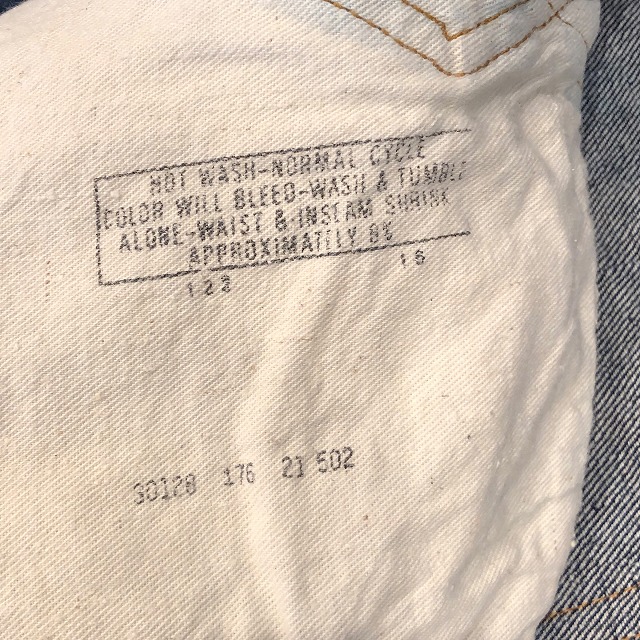 HOT WASH-NORMAL CYCLE
COLOR WILL BLEED-WASH & TUMBLE
ALONE-WAIST & INSEAM SHRINK
APPROXIMATELY 8%
16
123
30128 176 21 502